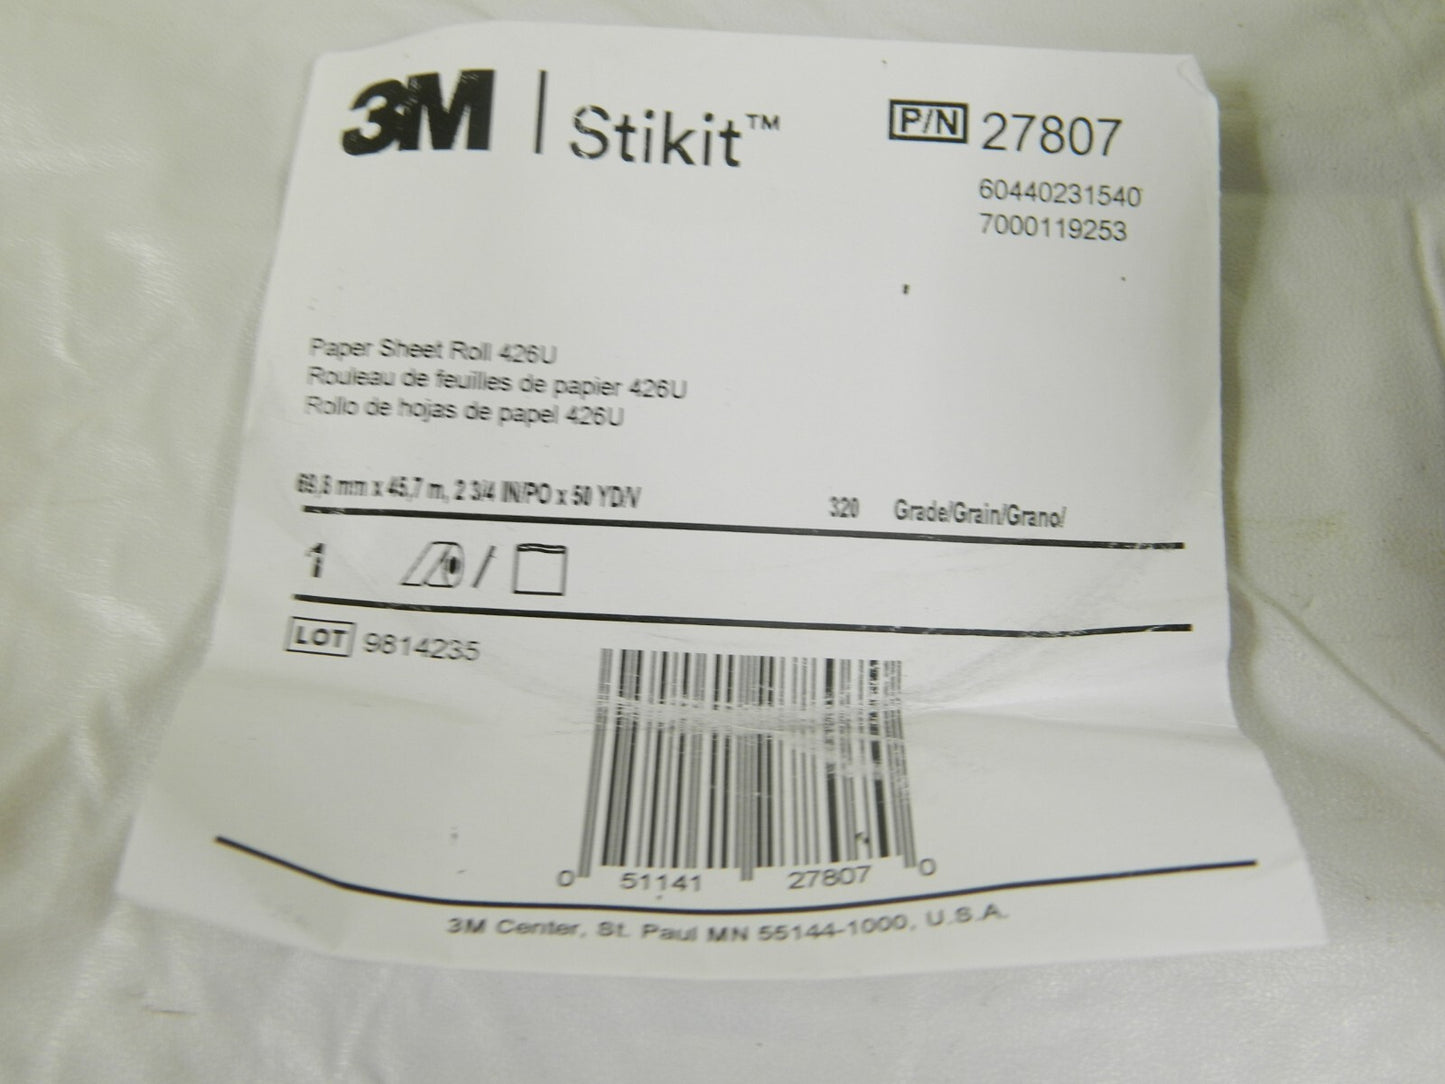 3M | Stikit™
P/N 27807
60440231540
7000119253
Paper Sheet Roll 426U
Rouleau de feuilles de papier 426U
Rollo de hojas de papel 426U
69,8 mm x 45,7 m, 2 3/4 IN/PO x 50 YD/V 320 Grade/Grain/Grano/
1 /
LOT 9814235
0 51141 27807 0
3M Center, St. Paul MN 55144-1000, U.S.A.